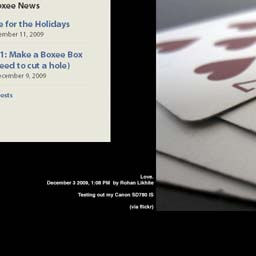 oxee News
e for the Holidays
ember 11, 2009
1: Make a Boxee Box
eed to cut a hole)
ecember 9, 2009
osts
Love.
December 3 2009, 1:08 PM by Rohan Likhite
Testing out my Canon SD780 IS
(via flickr)